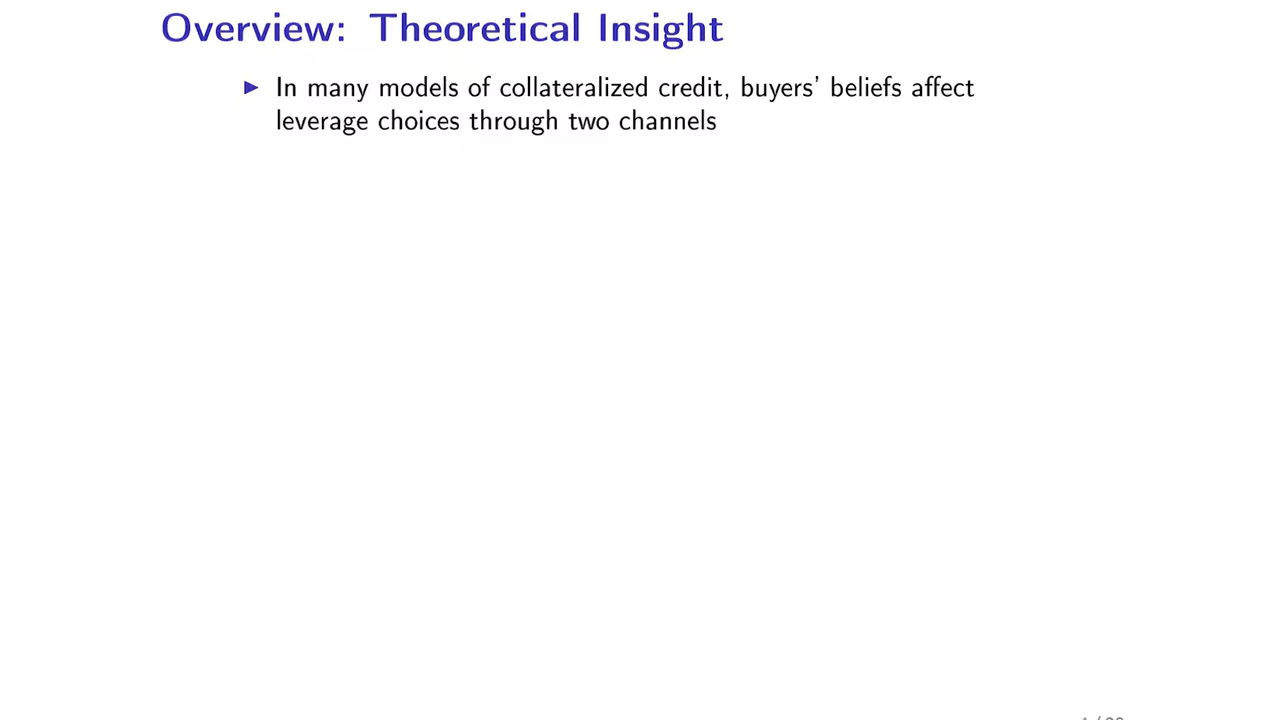 Overview: Theoretical Insight
In many models of collateralized credit, buyers' beliefs affect
leverage choices through two channels